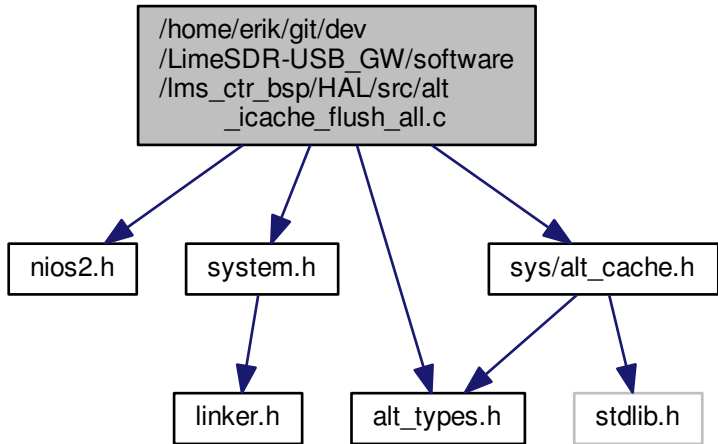 /home/erik/git/dev
/LimeSDR-USB_GW/software
/lms_ctr_bsp/HAL/src/alt
_icache_flush_all.c
nios2.h
system.h
sys/alt_cache.h
linker.h
alt_types.h
stdlib.h